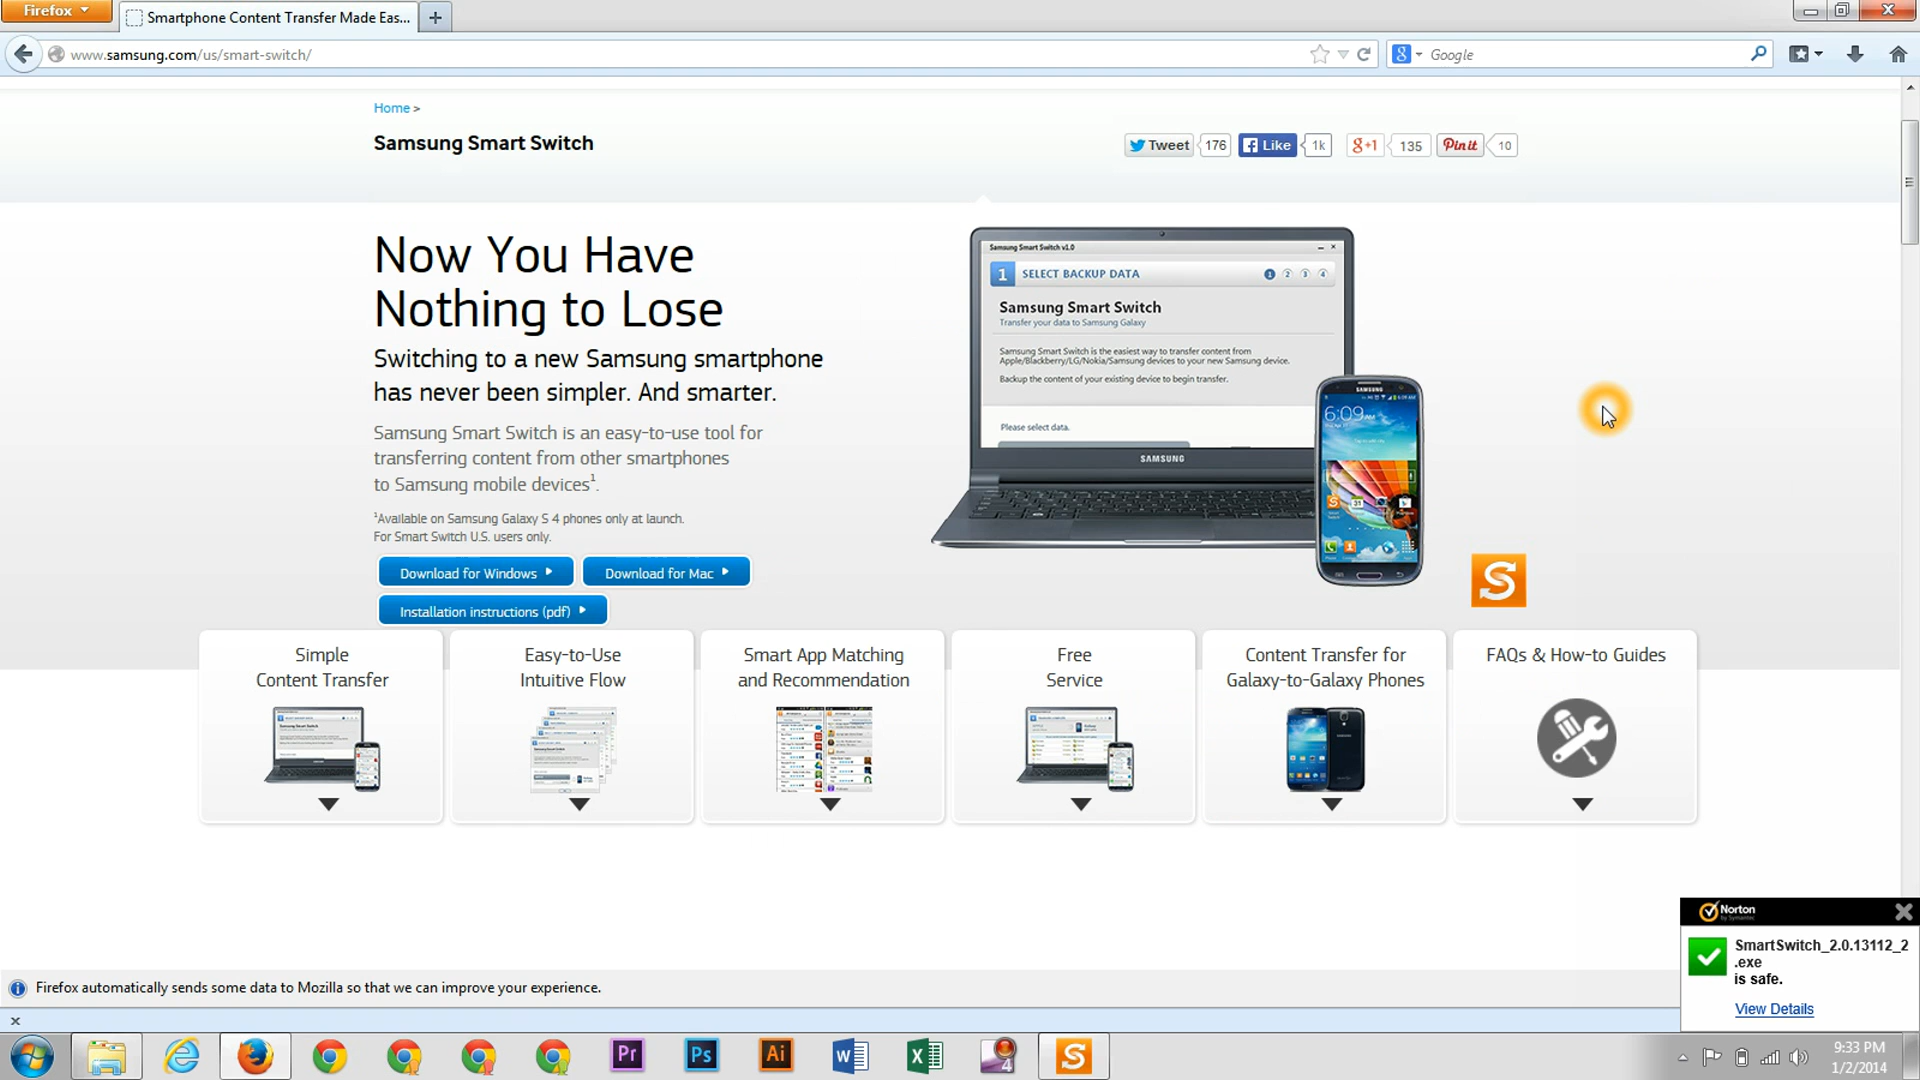 Firefox
Smartphone Content Transfer Made Eas...
www.samsung.com/us/smart-switch/
Google
Home >
Samsung Smart Switch
Tweet 176 Like 1k g+1 135 Pin it 10
Now You Have
Nothing to Lose
Switching to a new Samsung smartphone
has never been simpler. And smarter.
Samsung Smart Switch is an easy-to-use tool for
transferring content from other smartphones
to Samsung mobile devices¹.
¹Available on Samsung Galaxy S 4 phones only at launch.
For Smart Switch U.S. users only.
Download for Windows
Download for Mac
Installation instructions (pdf)
Samsung Smart Switch v1.0
1 SELECT BACKUP DATA 1 2 3 4
Samsung Smart Switch
Transfer your data to Samsung Galaxy
Samsung Smart Switch is the easiest way to transfer content from
Apple/Blackberry/LG/Nokia/Samsung devices to your new Samsung device.
Backup the content of your existing device to begin transfer.
Please select data.
SAMSUNG
SAMSUNG
6:09
Simple
Content Transfer
Easy-to-Use
Intuitive Flow
Smart App Matching
and Recommendation
Free
Service
Content Transfer for
Galaxy-to-Galaxy Phones
FAQs & How-to Guides
Norton
by Symantec
SmartSwitch_2.0.13112_2
.exe
is safe.
View Details
Firefox automatically sends some data to Mozilla so that we can improve your experience.
Pr
Ps
Ai
9:33 PM
1/2/2014